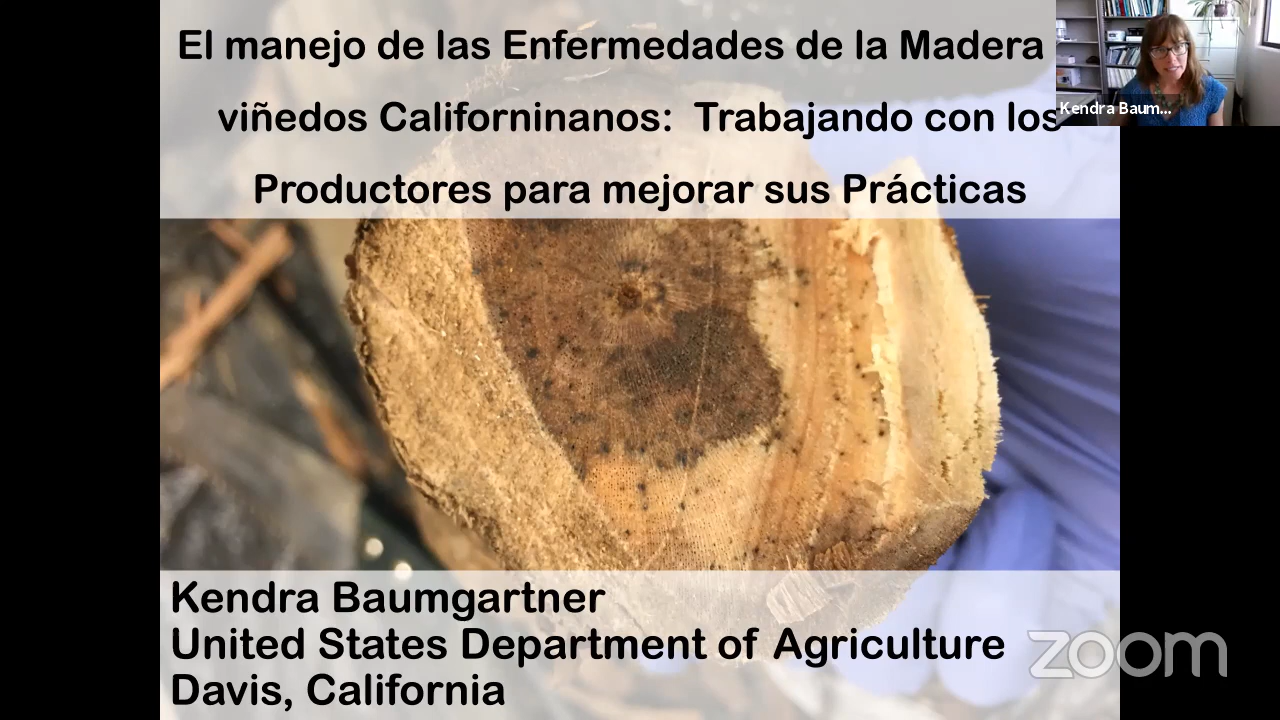 El manejo de las Enfermedades de la Madera
viñedos Californinanos: Trabajando con los
Productores para mejorar sus Prácticas
Kendra Baum...
Kendra Baumgartner
United States Department of Agriculture
Davis, California
zoom